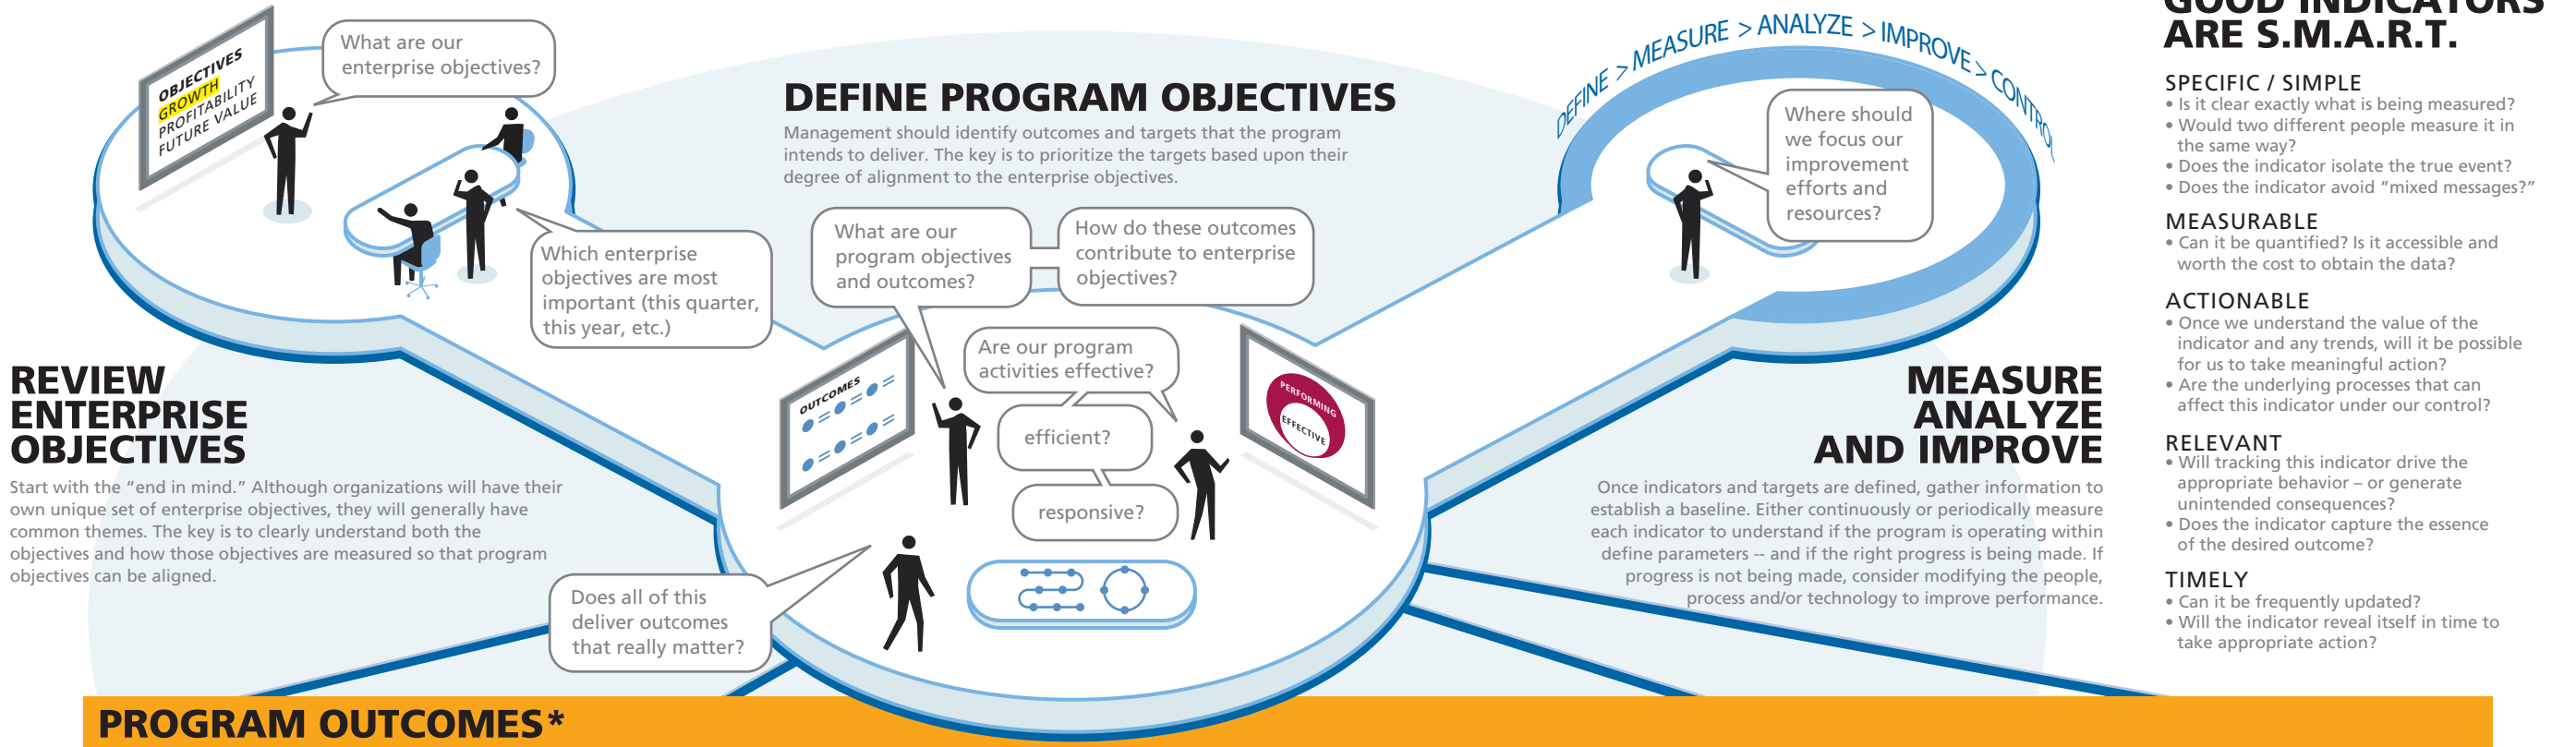 OBJECTIVES
GROWTH
PROFITABILITY
FUTURE VALUE
What are our
enterprise objectives?
Which enterprise
objectives are most
important (this quarter,
this year, etc.)
REVIEW
ENTERPRISE
OBJECTIVES
Start with the “end in mind.” Although organizations will have their
own unique set of enterprise objectives, they will generally have
common themes. The key is to clearly understand both the
objectives and how those objectives are measured so that program
objectives can be aligned.
DEFINE PROGRAM OBJECTIVES
Management should identify outcomes and targets that the program
intends to deliver. The key is to prioritize the targets based upon their
degree of alignment to the enterprise objectives.
What are our
program objectives
and outcomes?
How do these outcomes
contribute to enterprise
objectives?
Are our program
activities effective?
efficient?
responsive?
OUTCOMES
PERFORMING
EFFECTIVE
Does all of this
deliver outcomes
that really matter?
DEFINE > MEASURE > ANALYZE > IMPROVE > CONTROL
Where should
we focus our
improvement
efforts and
resources?
MEASURE
ANALYZE
AND IMPROVE
Once indicators and targets are defined, gather information to
establish a baseline. Either continuously or periodically measure
each indicator to understand if the program is operating within
define parameters -- and if the right progress is being made. If
progress is not being made, consider modifying the people,
process and/or technology to improve performance.
GOOD INDICATORS
ARE S.M.A.R.T.
SPECIFIC / SIMPLE
• Is it clear exactly what is being measured?
• Would two different people measure it in
the same way?
• Does the indicator isolate the true event?
• Does the indicator avoid “mixed messages?”
MEASURABLE
• Can it be quantified? Is it accessible and
worth the cost to obtain the data?
ACTIONABLE
• Once we understand the value of the
indicator and any trends, will it be possible
for us to take meaningful action?
• Are the underlying processes that can
affect this indicator under our control?
RELEVANT
• Will tracking this indicator drive the
appropriate behavior – or generate
unintended consequences?
• Does the indicator capture the essence
of the desired outcome?
TIMELY
• Can it be frequently updated?
• Will the indicator reveal itself in time to
take appropriate action?
PROGRAM OUTCOMES*